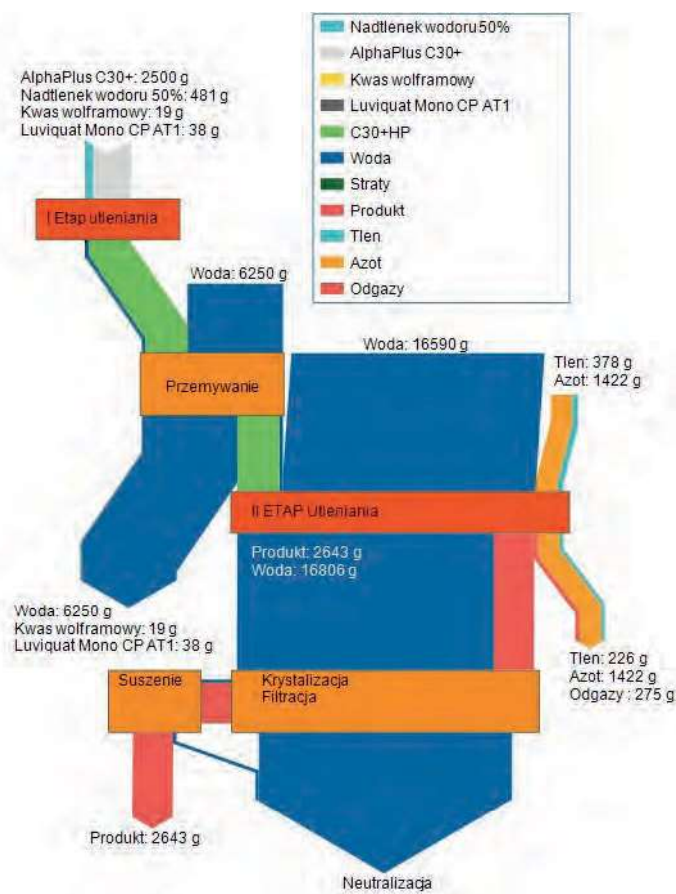 Nadtlenek wodoru 50%
AlphaPlus C30+
Kwas wolframowy
Luviquat Mono CP AT1
C30+HP
Woda
Straty
Produkt
Tlen
Azot
Odgazy
AlphaPlus C30+: 2500 g
Nadtlenek wodoru 50%: 481 g
Kwas wolframowy: 19 g
Luviquat Mono CP AT1: 38 g
I Etap utleniania
Woda: 6250 g
Przemywanie
Woda: 16590 g
Tlen: 378 g
Azot: 1422 g
II ETAP Utleniania
Produkt: 2643 g
Woda: 16806 g
Woda: 6250 g
Kwas wolframowy: 19 g
Luviquat Mono CP AT1: 38 g
Tlen: 226 g
Azot: 1422 g
Odgazy : 275 g
Suszenie
Krystalizacja
Filtracja
Produkt: 2643 g
Neutralizacja